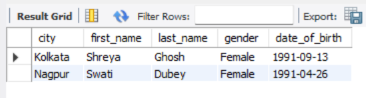 Result Grid Filter Rows: Export:
city first_name last_name gender date_of_birth
Kolkata Shreya Ghosh Female 1991-09-13
Nagpur Swati Dubey Female 1991-04-26